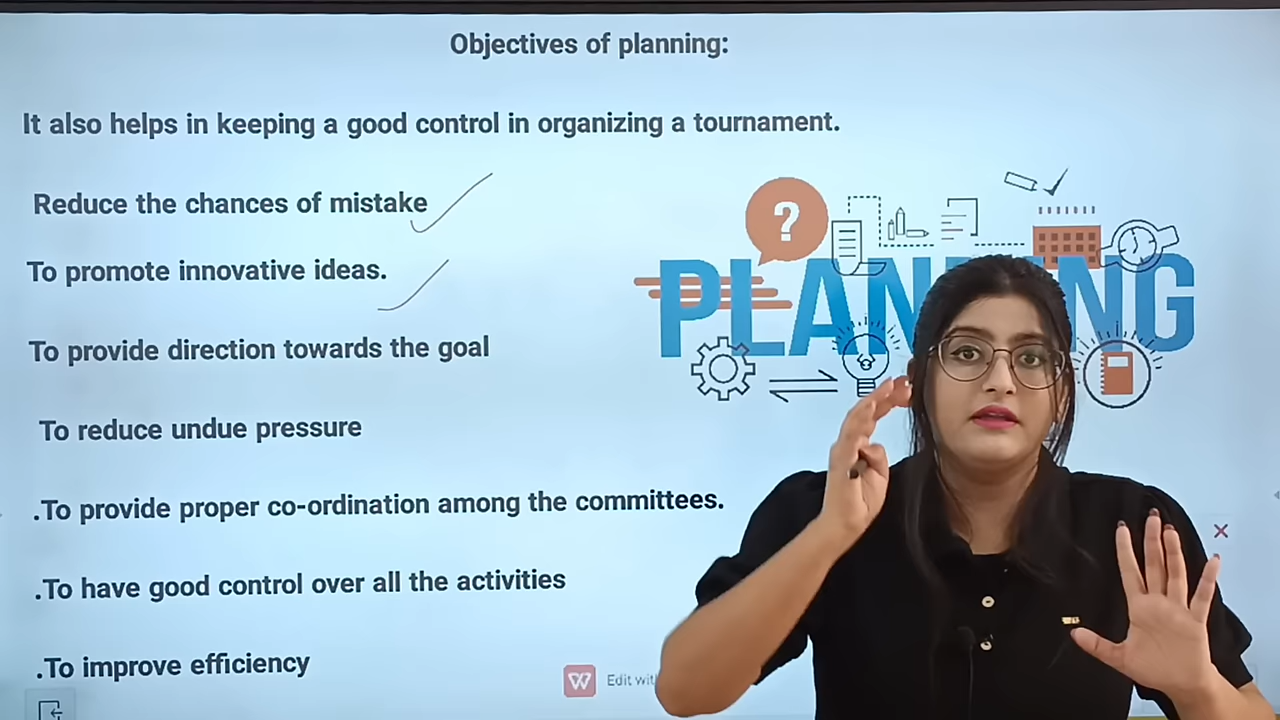 Objectives of planning:
It also helps in keeping a good control in organizing a tournament.
Reduce the chances of mistake
To promote innovative ideas.
?
PLANNING
To provide direction towards the goal
To reduce undue pressure
.To provide proper co-ordination among the committees.
.To have good control over all the activities
.To improve efficiency
W Edit